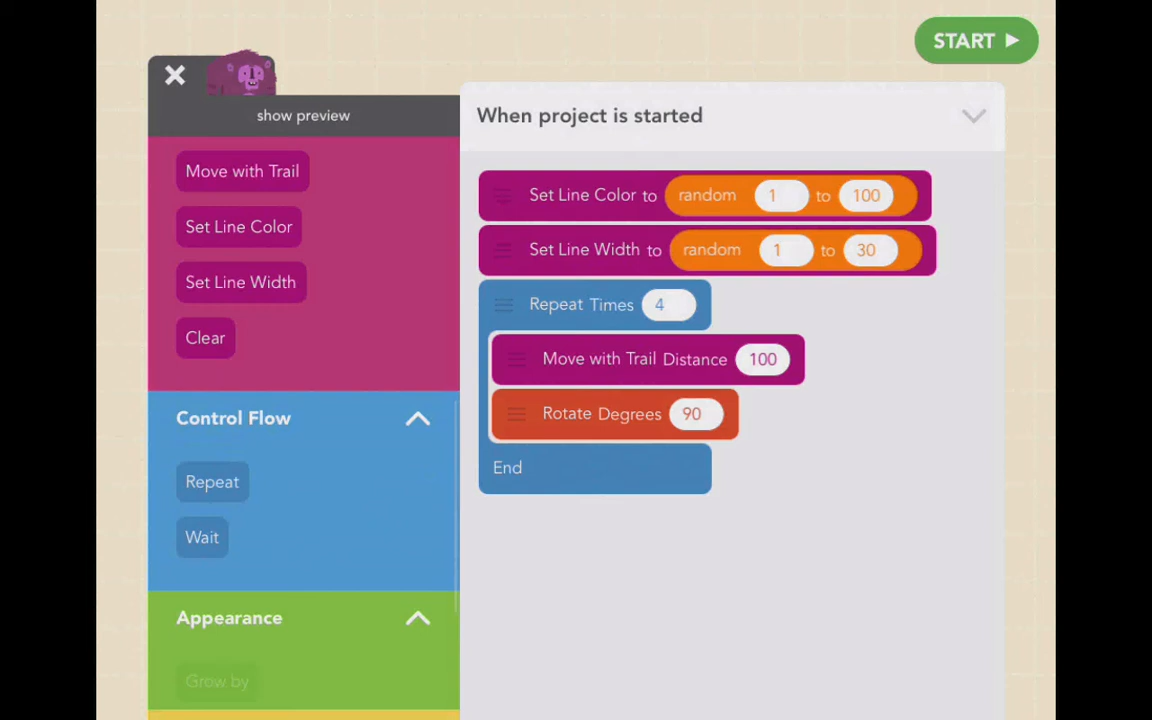 START
show preview
When project is started
Move with Trail
Set Line Color
Set Line Width
Clear
Control Flow
Repeat
Wait
Appearance
Grow by
Set Line Color to random 1 to 100
Set Line Width to random 1 to 30
Repeat Times 4
Move with Trail Distance 100
Rotate Degrees 90
End